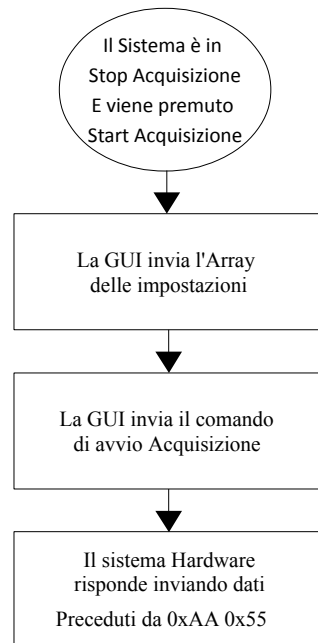 Il Sistema è in
Stop Acquisizione
E viene premuto
Start Acquisizione
La GUI invia l'Array
delle impostazioni
La GUI invia il comando
di avvio Acquisizione
Il sistema Hardware
risponde inviando dati
Preceduti da 0xAA 0x55